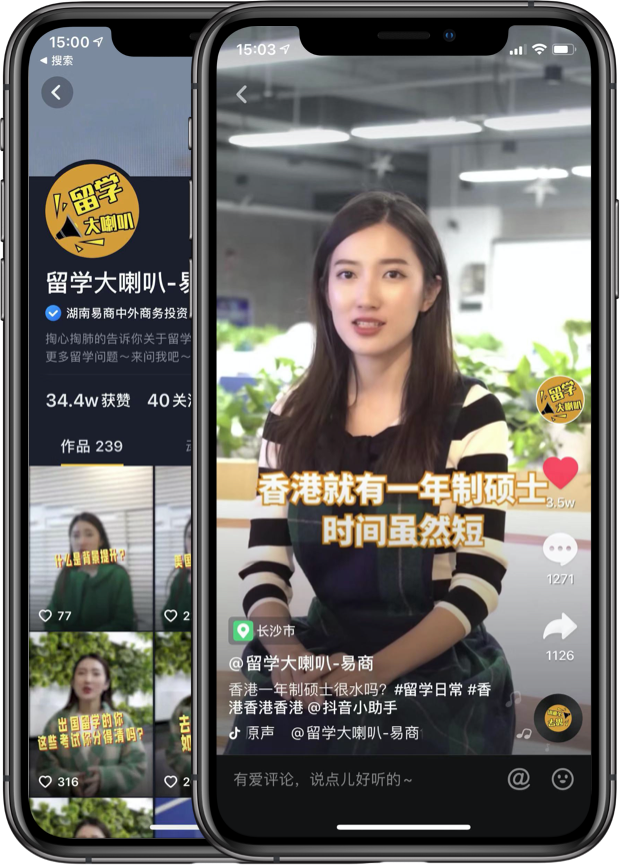 15:00
搜索
留学
大喇叭
留学大喇叭-易
湖南易商中外商务投资
掏心掏肺的告诉你关于留学
更多留学问题～来问我吧～
34.4w获赞 40关注
作品 239
什么是背景提升？
77
2
出国留学的你
这些考试你分得清吗？
316
2
15:03
留学
大喇叭
香港就有一年制硕士
时间虽然短
3.5w
1271
1126
长沙市
@留学大喇叭-易商
香港一年制硕士很水吗？#留学日常 #香
港香港香港 @抖音小助手
原声 @留学大喇叭-易商
有爱评论，说点儿好听的～